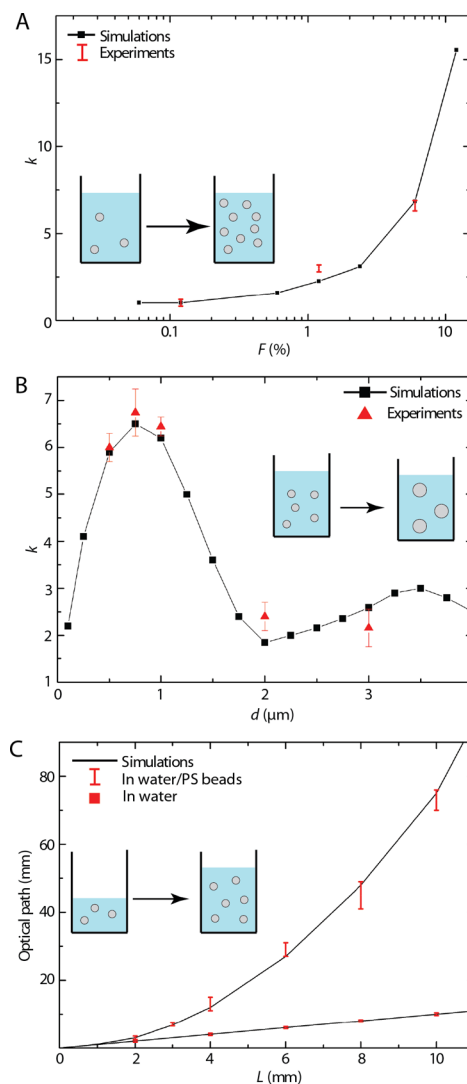 A
Simulations
Experiments
15
10
5
0
k
0.1
1
10
F (%)
B
Simulations
Experiments
7
6
5
4
3
2
1
k
0
1
2
3
d (μm)
C
Simulations
In water/PS beads
In water
80
60
40
20
Optical path (mm)
0
2
4
6
8
10
L (mm)